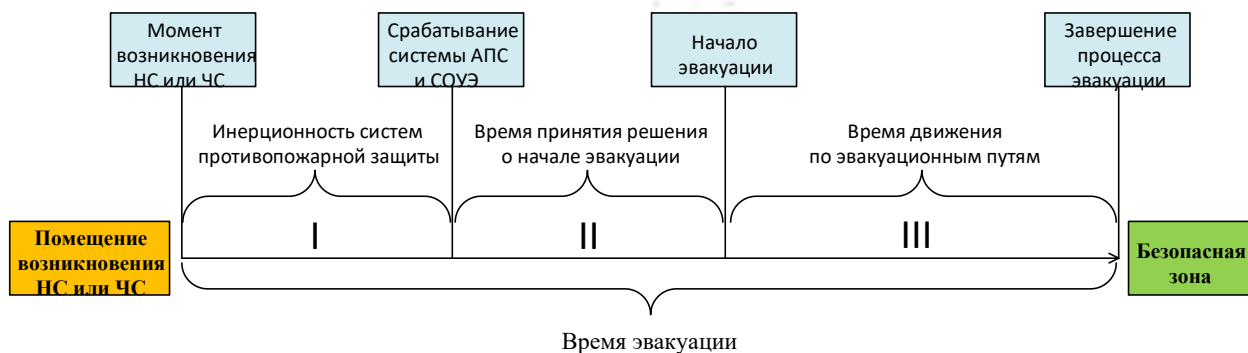 Момент
возникновения
НС или ЧС
Срабатывание
системы АПС
и СОУЭ
Начало
эвакуации
Завершение
процесса
эвакуации
Инерционность систем
противопожарной защиты
Время принятия решения
о начале эвакуации
Время движения
по эвакуационным путям
I
II
III
Помещение
возникновения
НС или ЧС
Безопасная
зона
Время эвакуации